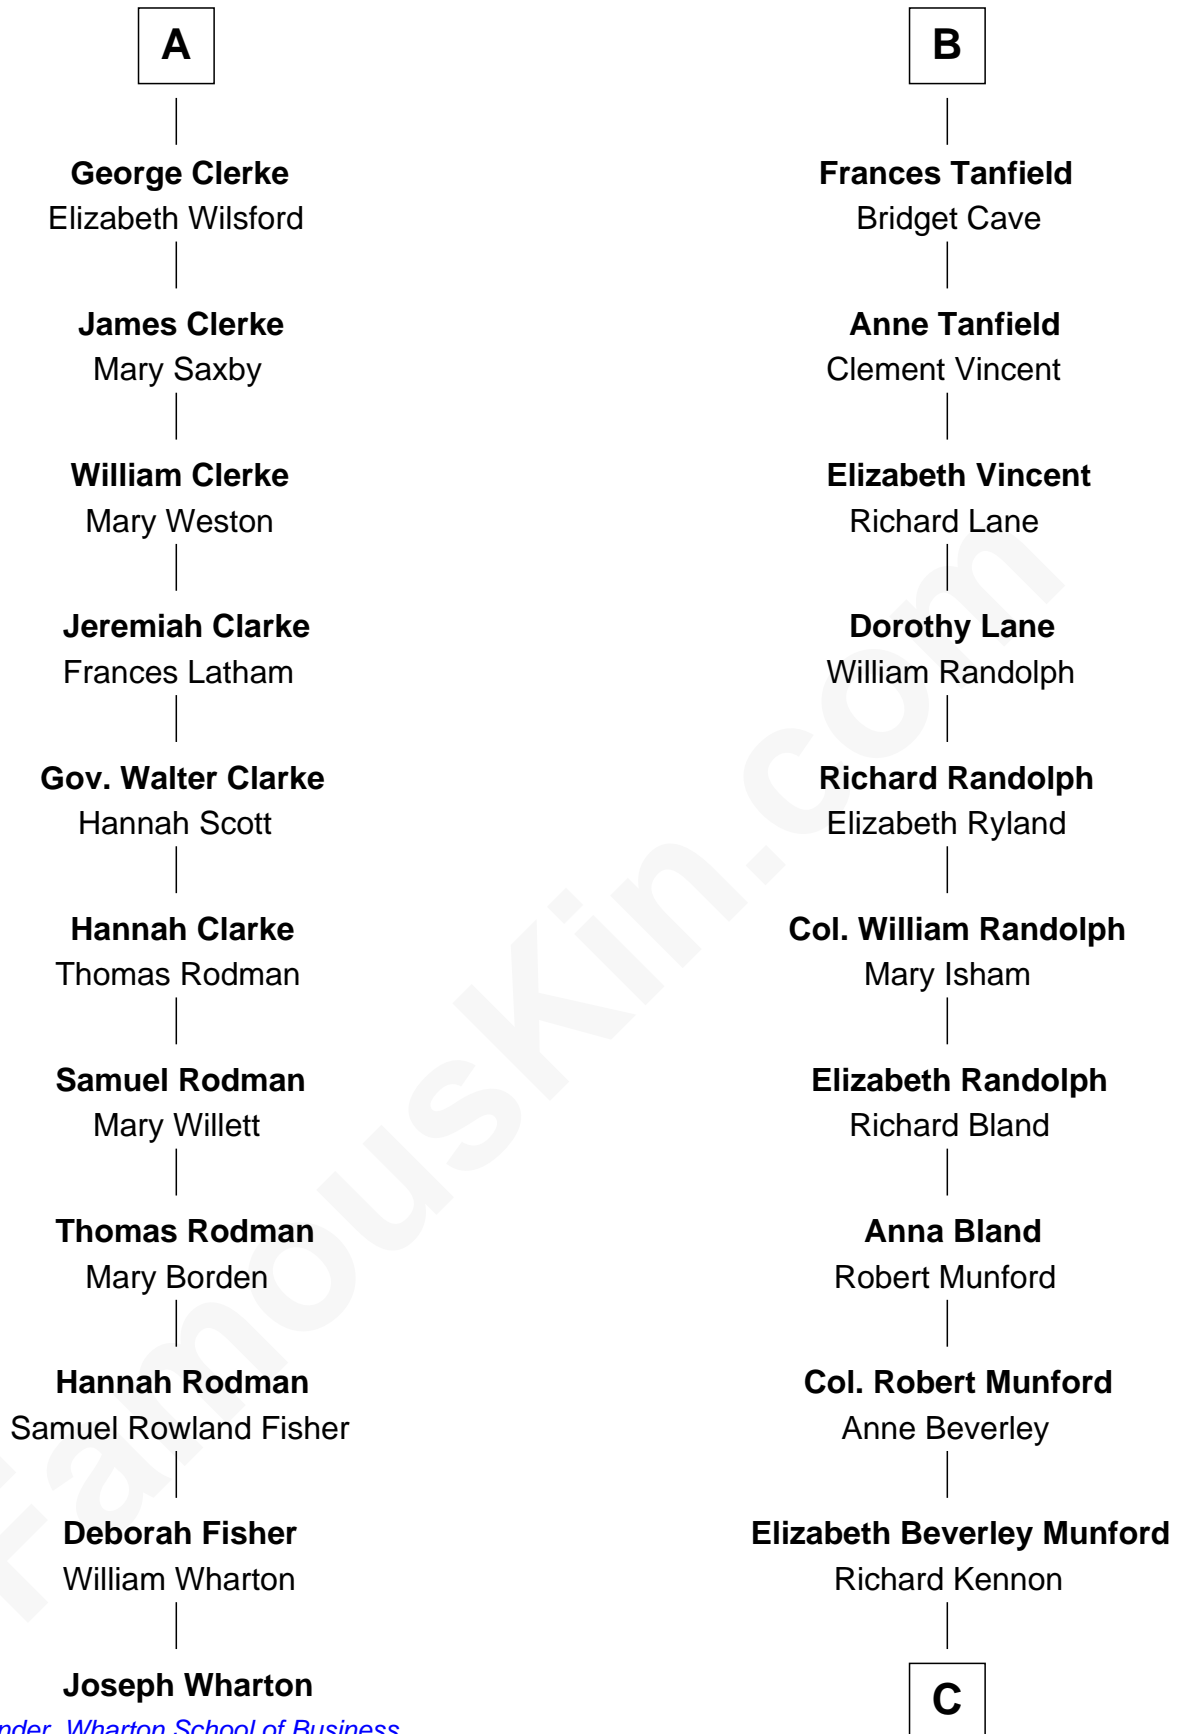 A
George Clerke
Elizabeth Wilsford
James Clerke
Mary Saxby
William Clerke
Mary Weston
Jeremiah Clarke
Frances Latham
Gov. Walter Clarke
Hannah Scott
Hannah Clarke
Thomas Rodman
Samuel Rodman
Mary Willett
Thomas Rodman
Mary Borden
Hannah Rodman
Samuel Rowland Fisher
Deborah Fisher
William Wharton
Joseph Wharton
Wharton School of Business
B
Frances Tanfield
Bridget Cave
Anne Tanfield
Clement Vincent
Elizabeth Vincent
Richard Lane
Dorothy Lane
William Randolph
Richard Randolph
Elizabeth Ryland
Col. William Randolph
Mary Isham
Elizabeth Randolph
Richard Bland
Anna Bland
Robert Munford
Col. Robert Munford
Anne Beverley
Elizabeth Beverley Munford
Richard Kennon
C
FamousKin.com